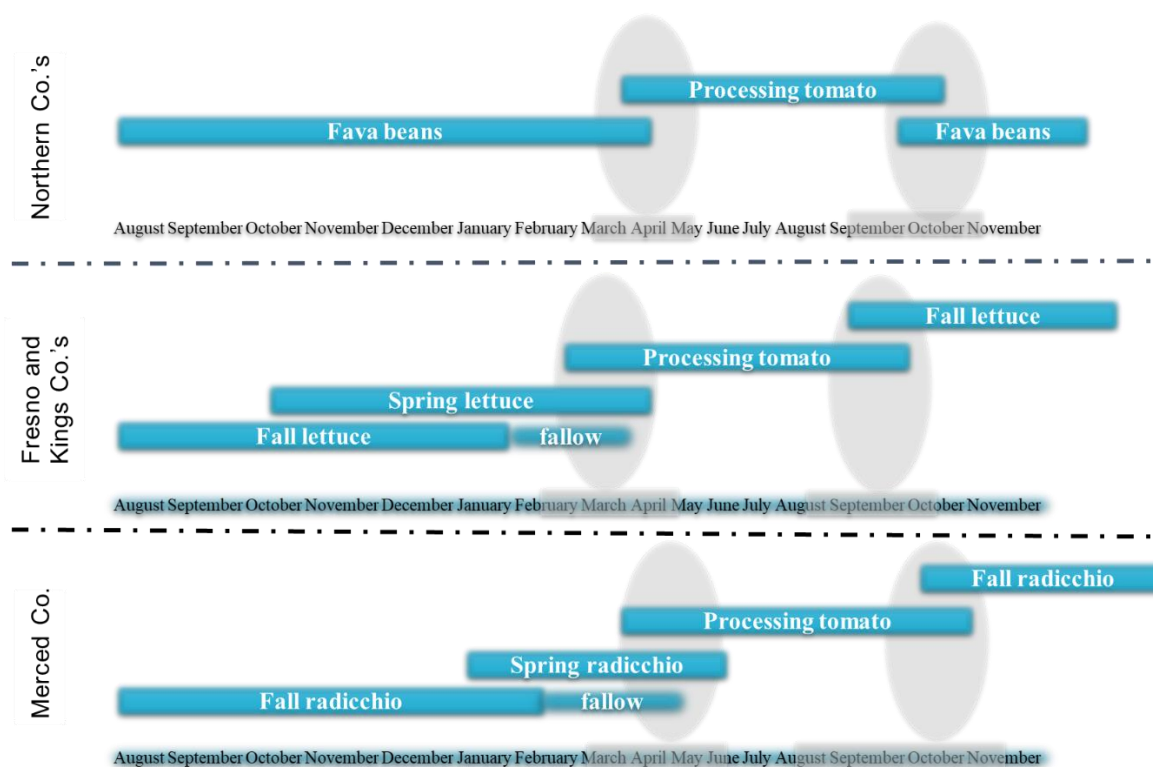 Northern Co.'s
Processing tomato
Fava beans
Fava beans
August September October November December January February March April May June July August September October November
Fresno and
Kings Co.'s
Fall lettuce
Processing tomato
Spring lettuce
Fall lettuce
fallow
August September October November December January February March April May June July August September October November
Merced Co.
Fall radicchio
Processing tomato
Spring radicchio
Fall radicchio
fallow
August September October November December January February March April May June July August September October November